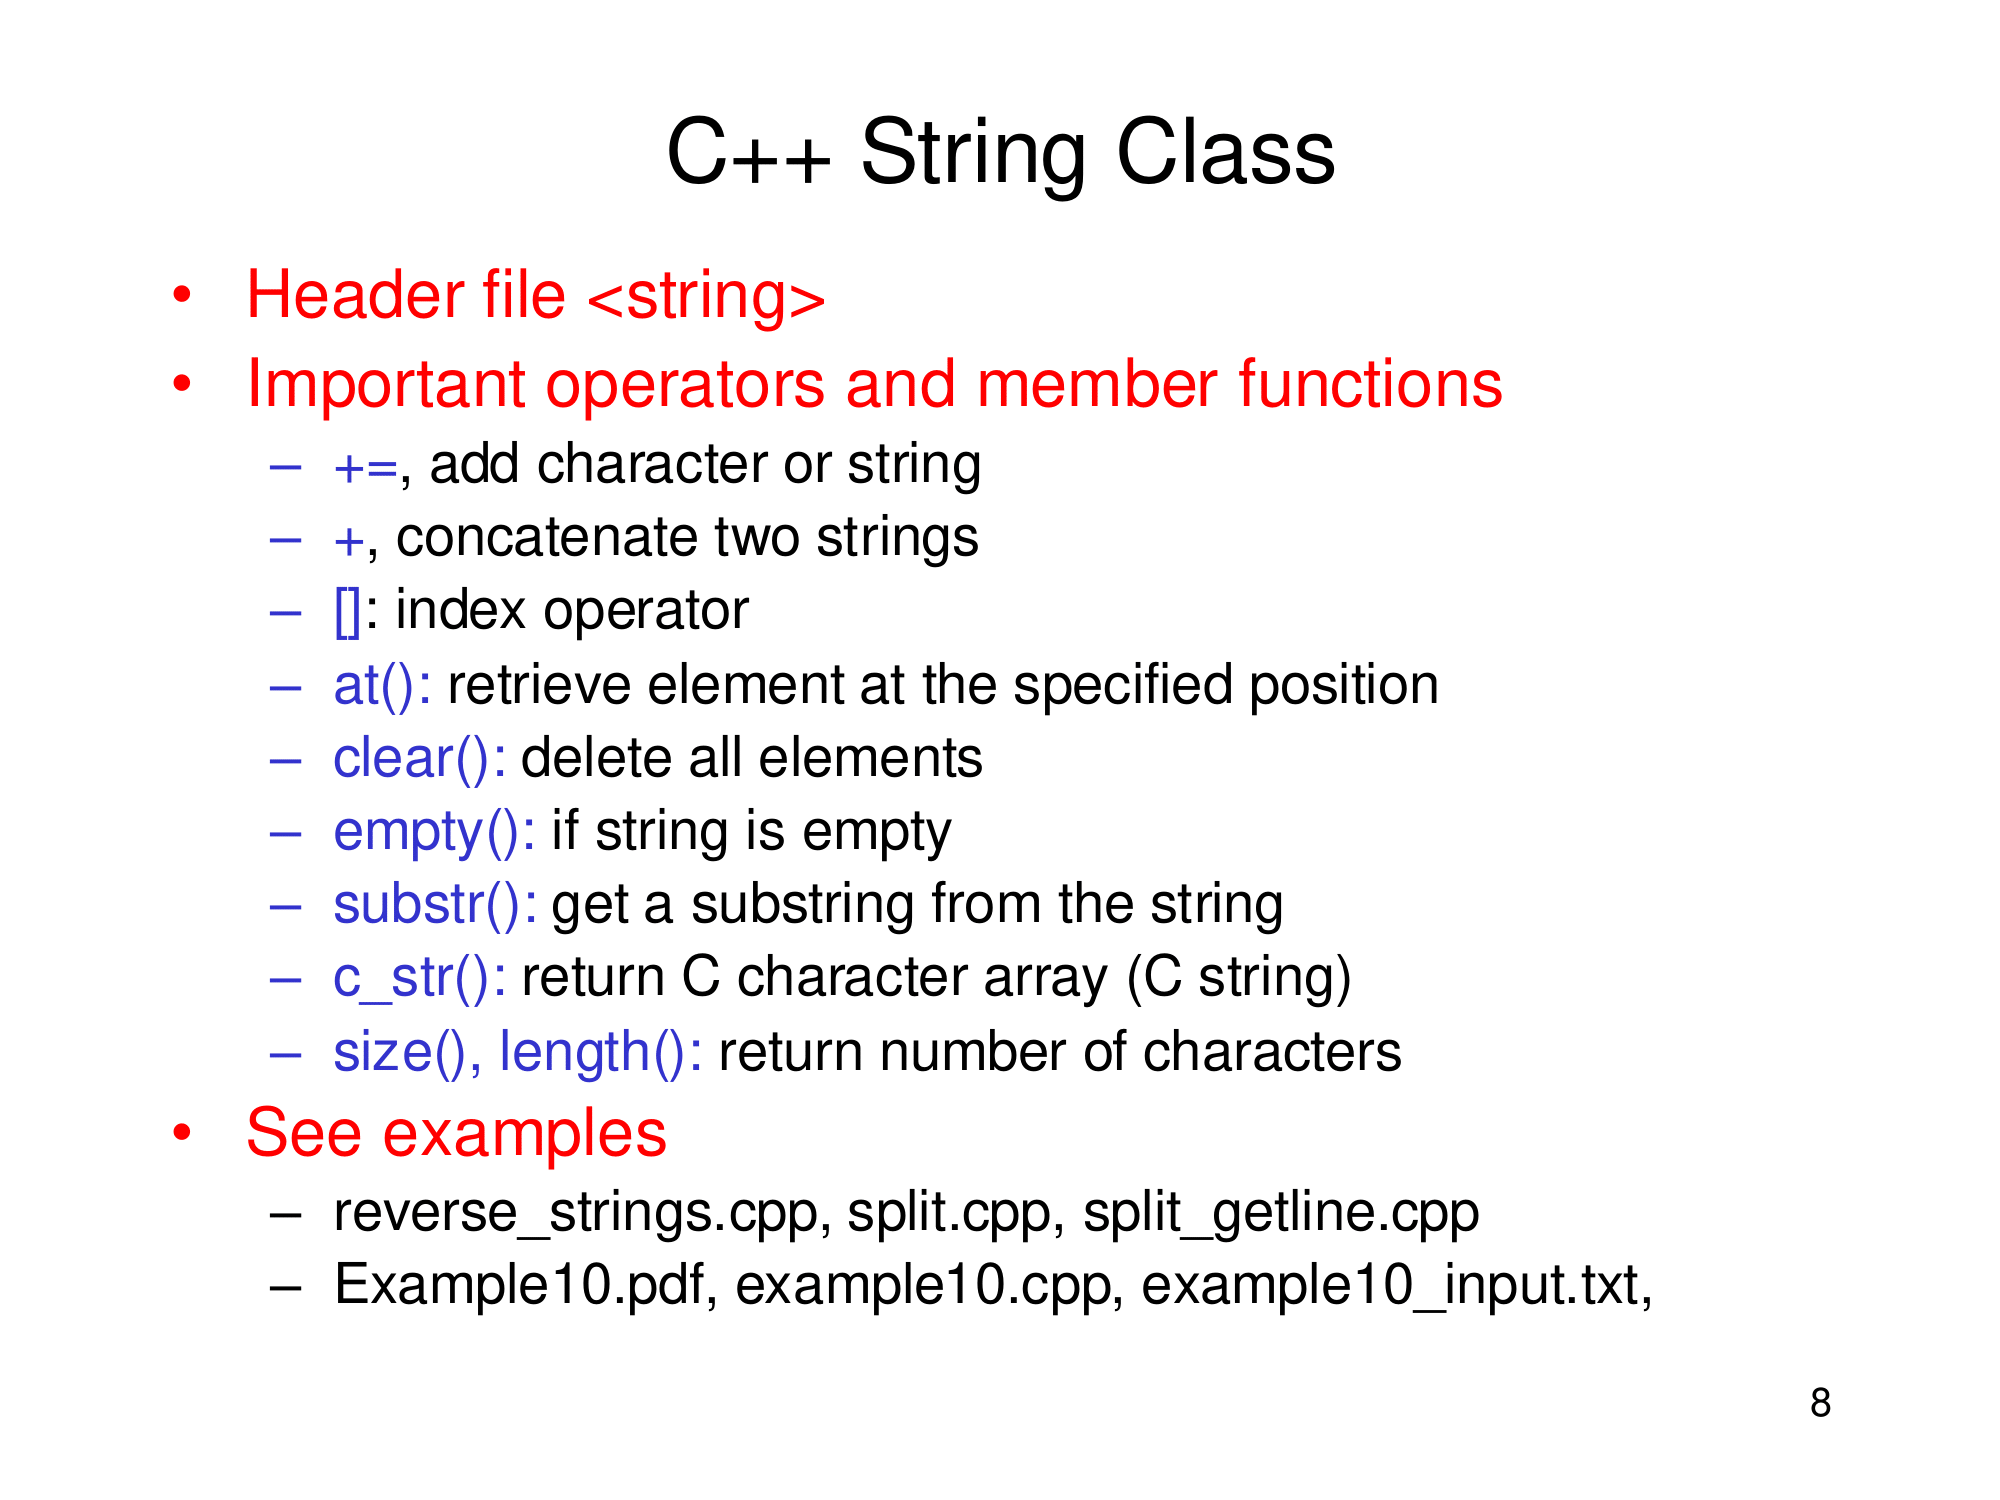 C++ String Class
• Header file <string>
• Important operators and member functions
– +=, add character or string
– +, concatenate two strings
– []: index operator
– at(): retrieve element at the specified position
– clear(): delete all elements
– empty(): if string is empty
– substr(): get a substring from the string
– c_str(): return C character array (C string)
– size(), length(): return number of characters
• See examples
– reverse_strings.cpp, split.cpp, split_getline.cpp
– Example10.pdf, example10.cpp, example10_input.txt,
8